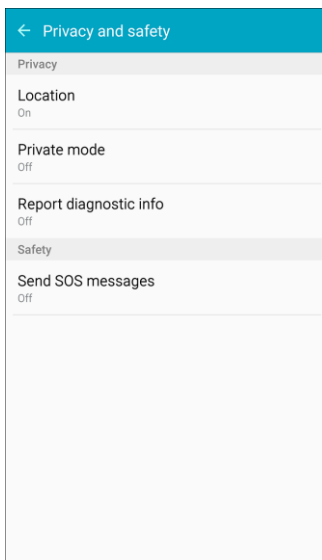 Privacy and safety
Privacy
Location
On
Private mode
Off
Report diagnostic info
Off
Safety
Send SOS messages
Off